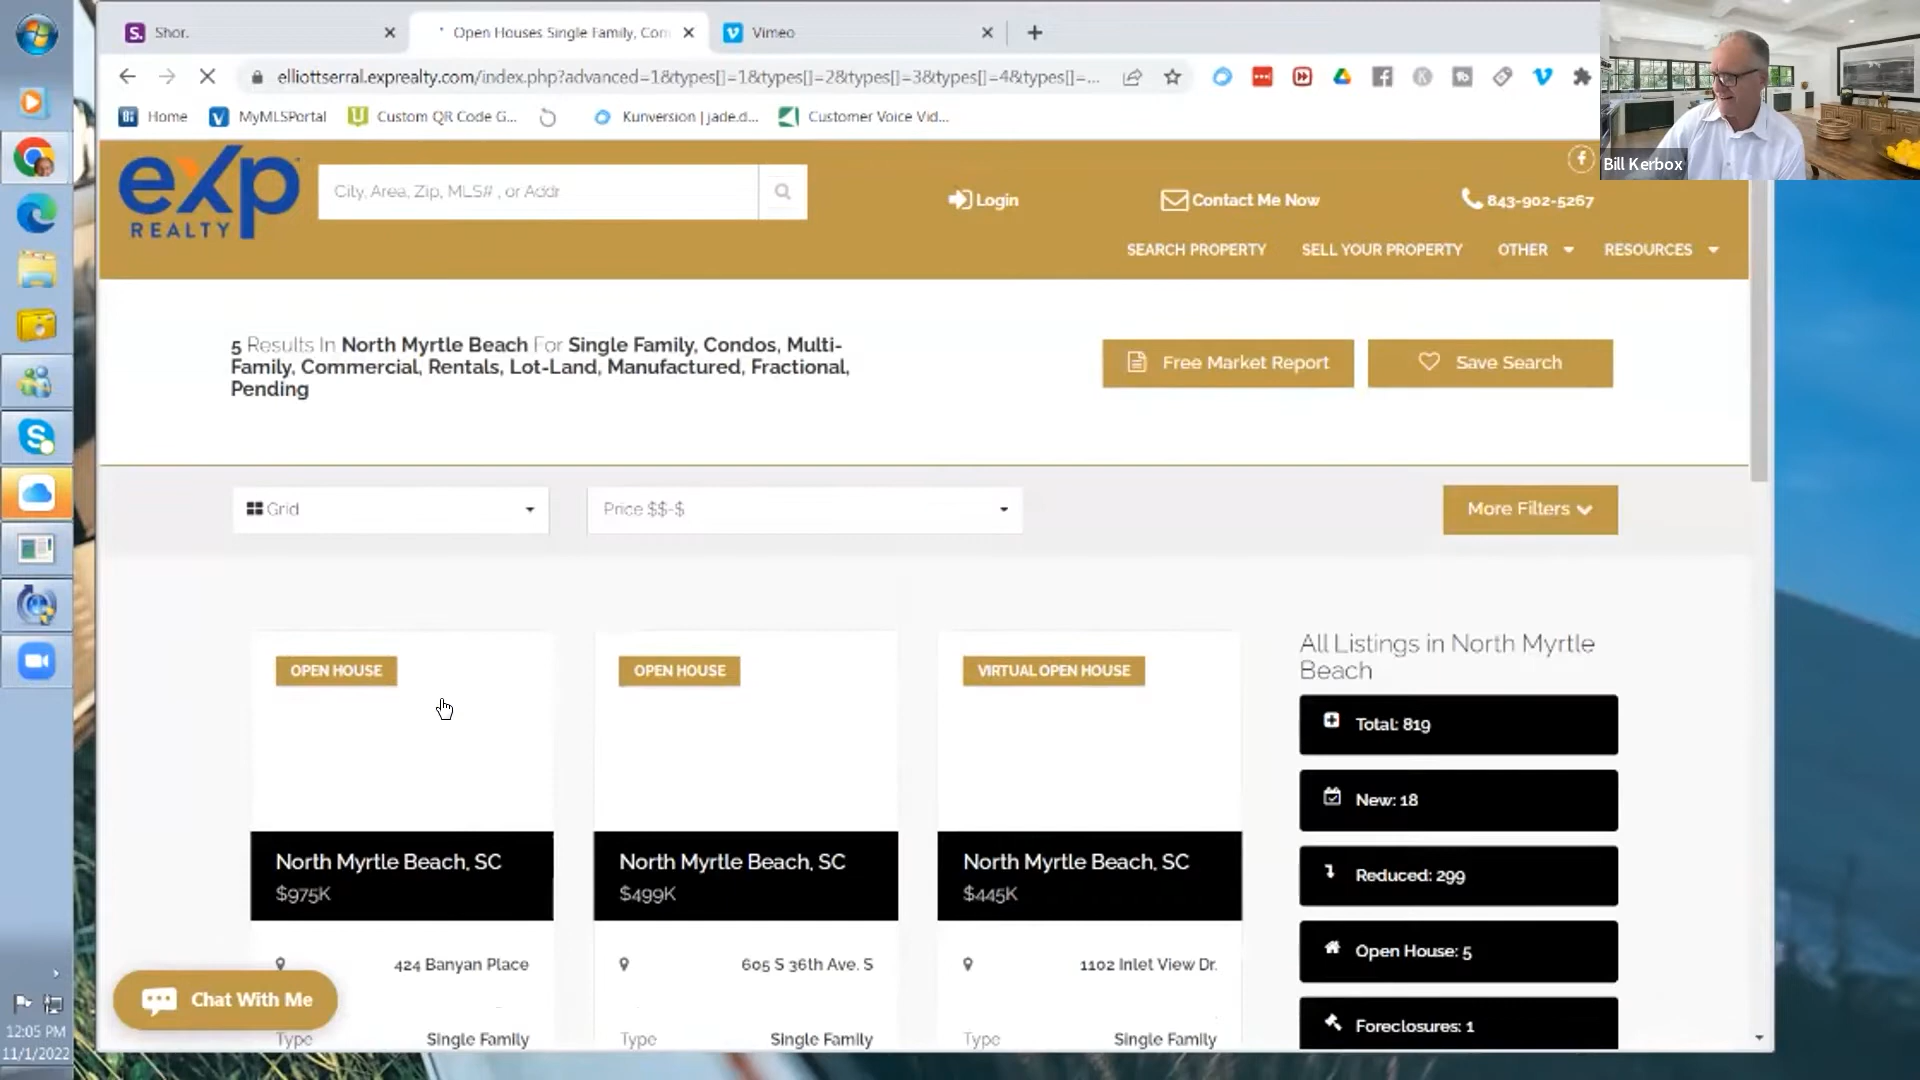 Shor.
Open Houses Single Family, Con
Vimeo
elliottserral.exprealty.com/index.php?advanced=1&types[]=1&types[]=2&types[]=3&types[]=4&types[]=...
Home
MyMLSPortal
Custom QR Code G...
Kunversion | jade.d...
Customer Voice Vid...
Bill Kerbox
exp
REALTY
City, Area, Zip, MLS# , or Addr
Login
Contact Me Now
843-902-5267
SEARCH PROPERTY
SELL YOUR PROPERTY
OTHER
RESOURCES
5 Results In North Myrtle Beach For Single Family, Condos, Multi-
Family, Commercial, Rentals, Lot-Land, Manufactured, Fractional,
Pending
Free Market Report
Save Search
Grid
Price $$-$
More Filters
OPEN HOUSE
North Myrtle Beach, SC
$975K
424 Banyan Place
Type Single Family
OPEN HOUSE
North Myrtle Beach, SC
$499K
605 S 36th Ave. S
Type Single Family
VIRTUAL OPEN HOUSE
North Myrtle Beach, SC
$445K
1102 Inlet View Dr.
Type Single Family
All Listings in North Myrtle
Beach
Total: 819
New: 18
Reduced: 299
Open House: 5
Foreclosures: 1
Chat With Me
12:05 PM
11/1/2022